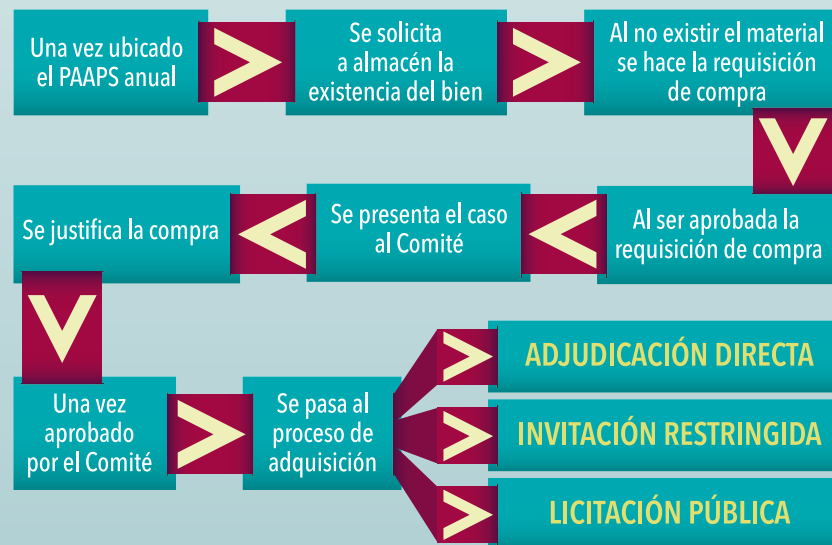 Una vez ubicado
el PAAPS anual
Se solicita
a almacén la
existencia del bien
Al no existir el material
se hace la requisición
de compra
Al ser aprobada la
requisición de compra
Se presenta el caso
al Comité
Se justifica la compra
Una vez
aprobado
por el Comité
Se pasa al
proceso de
adquisición
ADJUDICACIÓN DIRECTA
INVITACIÓN RESTRINGIDA
LICITACIÓN PÚBLICA